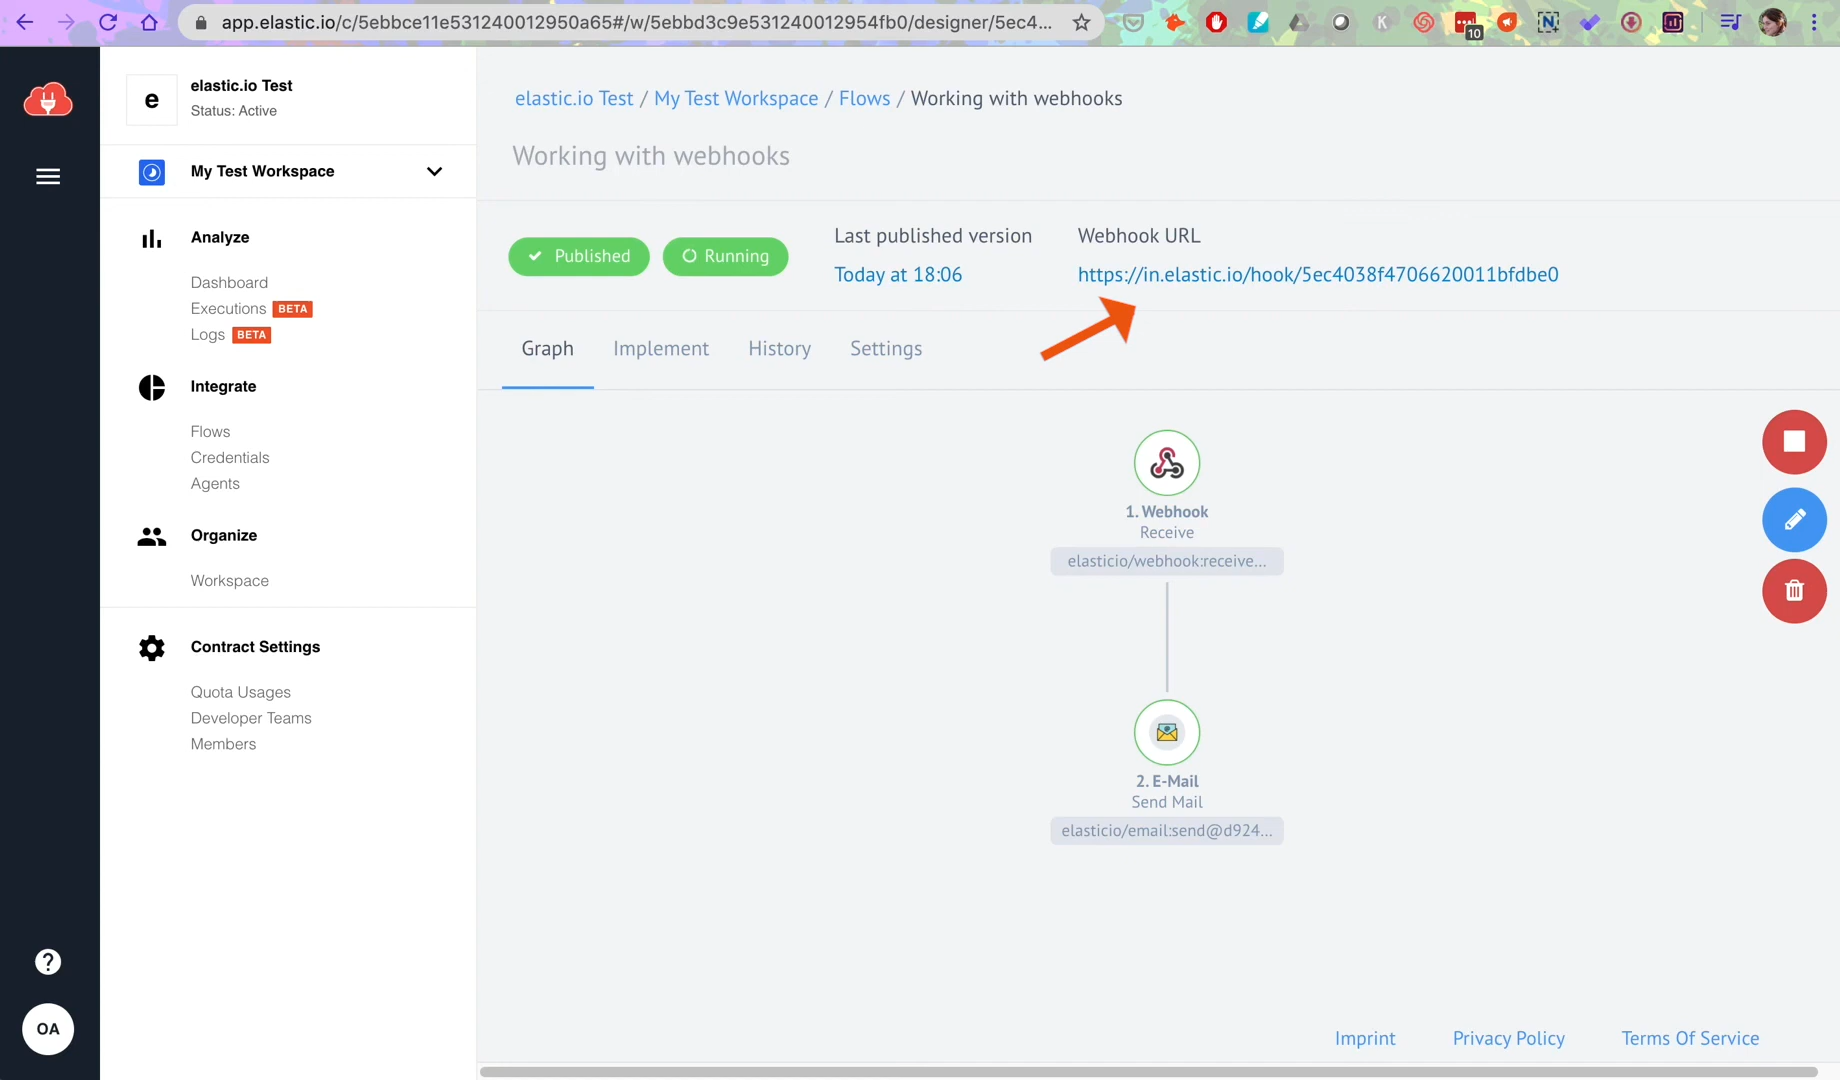 app.elastic.io/c/5ebbce11e531240012950a65#/w/5ebbd3c9e531240012954fb0/designer/5ec4...
10
e
elastic.io Test
Status: Active
My Test Workspace
Analyze
Dashboard
Executions BETA
Logs BETA
Integrate
Flows
Credentials
Agents
Organize
Workspace
Contract Settings
Quota Usages
Developer Teams
Members
?
OA
elastic.io Test / My Test Workspace / Flows / Working with webhooks
Working with webhooks
Published
Running
Last published version
Today at 18:06
Webhook URL
https://in.elastic.io/hook/5ec4038f4706620011bfdbe0
Graph
Implement
History
Settings
1. Webhook
Receive
elasticio/webhook:receive...
2. E-Mail
Send Mail
elasticio/email:send@d924...
Imprint
Privacy Policy
Terms Of Service